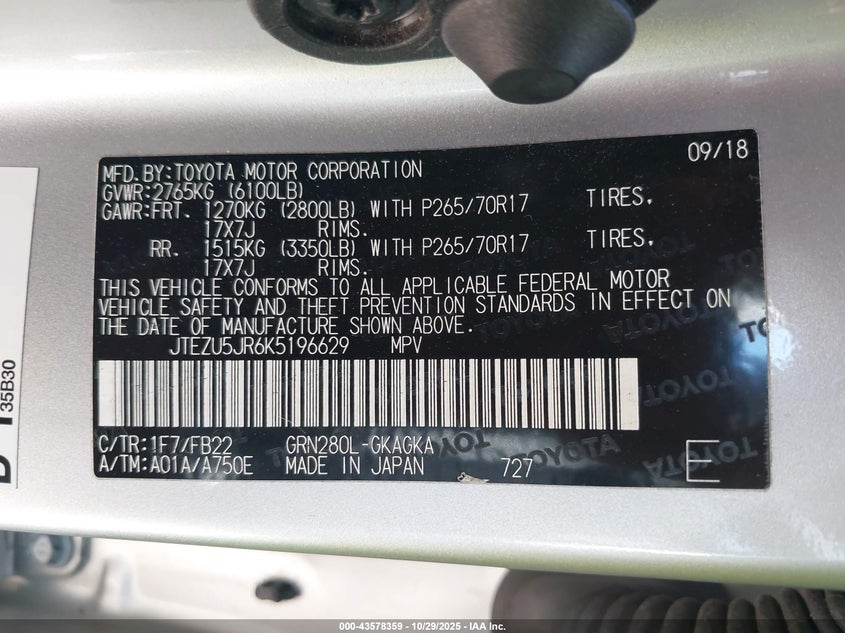 MFD. BY: TOYOTA MOTOR CORPORATION 09/18
GVWR: 2765KG (6100LB)
GAWR: FRT. 1270KG (2800LB) WITH P265/70R17 TIRES,
17X7J RIMS.
RR. 1515KG (3350LB) WITH P265/70R17 TIRES,
17X7J RIMS.
THIS VEHICLE CONFORMS TO ALL APPLICABLE FEDERAL MOTOR
VEHICLE SAFETY AND THEFT PREVENTION STANDARDS IN EFFECT ON
THE DATE OF MANUFACTURE SHOWN ABOVE.
JTEZU5JR6K5196629 MPV
C/TR: 1F7/FB22 GRN280L-GKAGKA
A/TM: A01A/A750E MADE IN JAPAN 727 E
TOYOTA
TOYOTA
TOYOTA
35B30
000-43578359 | 10/29/2025 - IAA Inc.